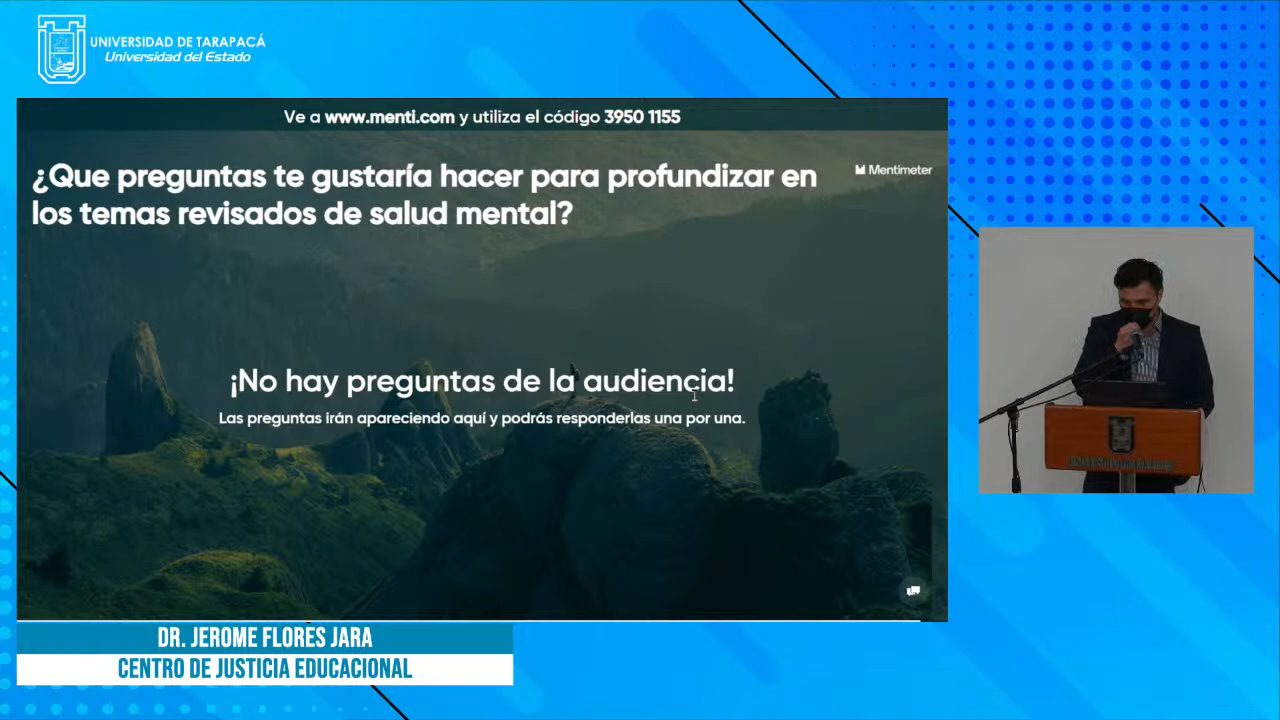 UNIVERSIDAD DE TARAPACÁ
Universidad del Estado
Ve a www.menti.com y utiliza el código 3950 1155
¿Que preguntas te gustaría hacer para profundizar en
los temas revisados de salud mental?
Mentimeter
¡No hay preguntas de la audiencia!
Las preguntas irán apareciendo aquí y podrás responderlas una por una.
DR. JEROME FLORES JARA
CENTRO DE JUSTICIA EDUCACIONAL